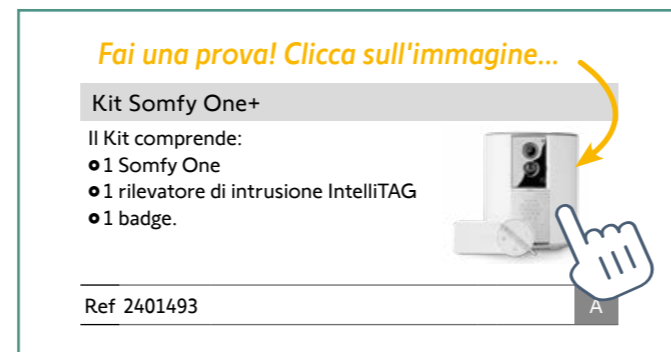 Fai una prova! Clicca sull'immagine...
Kit Somfy One+
Il Kit comprende:
1 Somfy One
1 rilevatore di intrusione IntelliTAG
1 badge.
Ref 2401493
A